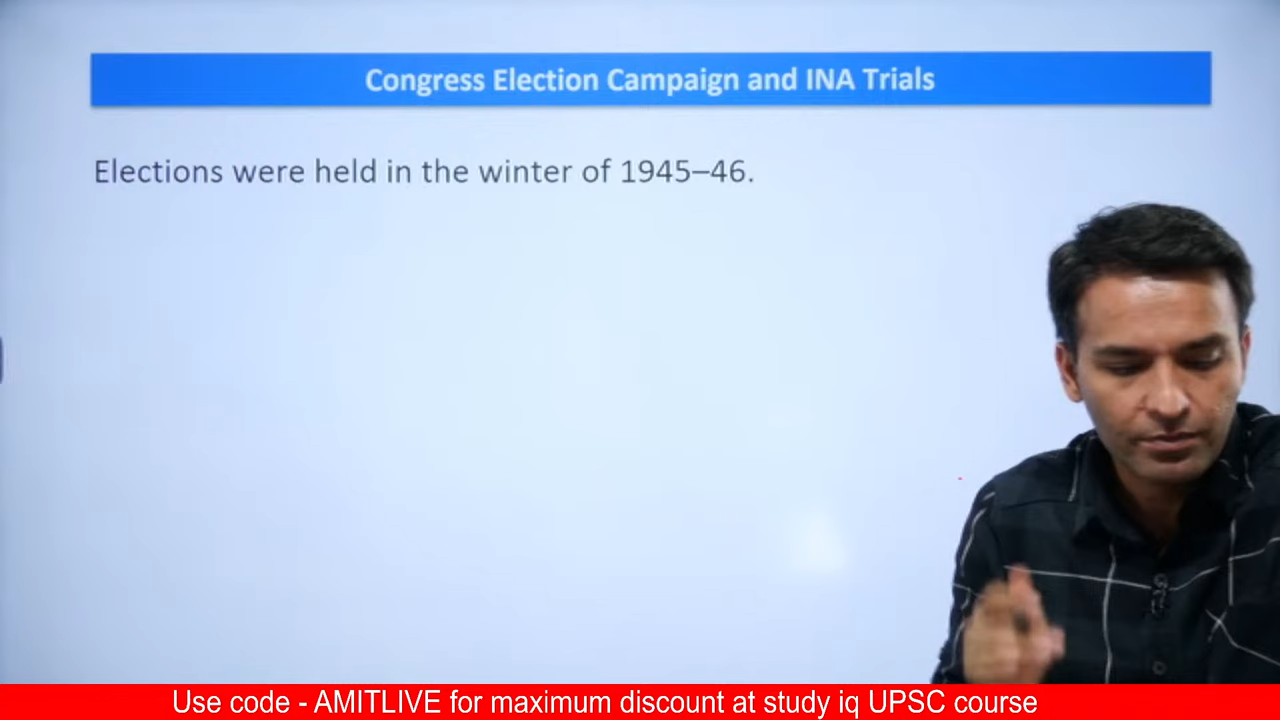 Congress Election Campaign and INA Trials
Elections were held in the winter of 1945–46.
Use code - AMITLIVE for maximum discount at study iq UPSC course